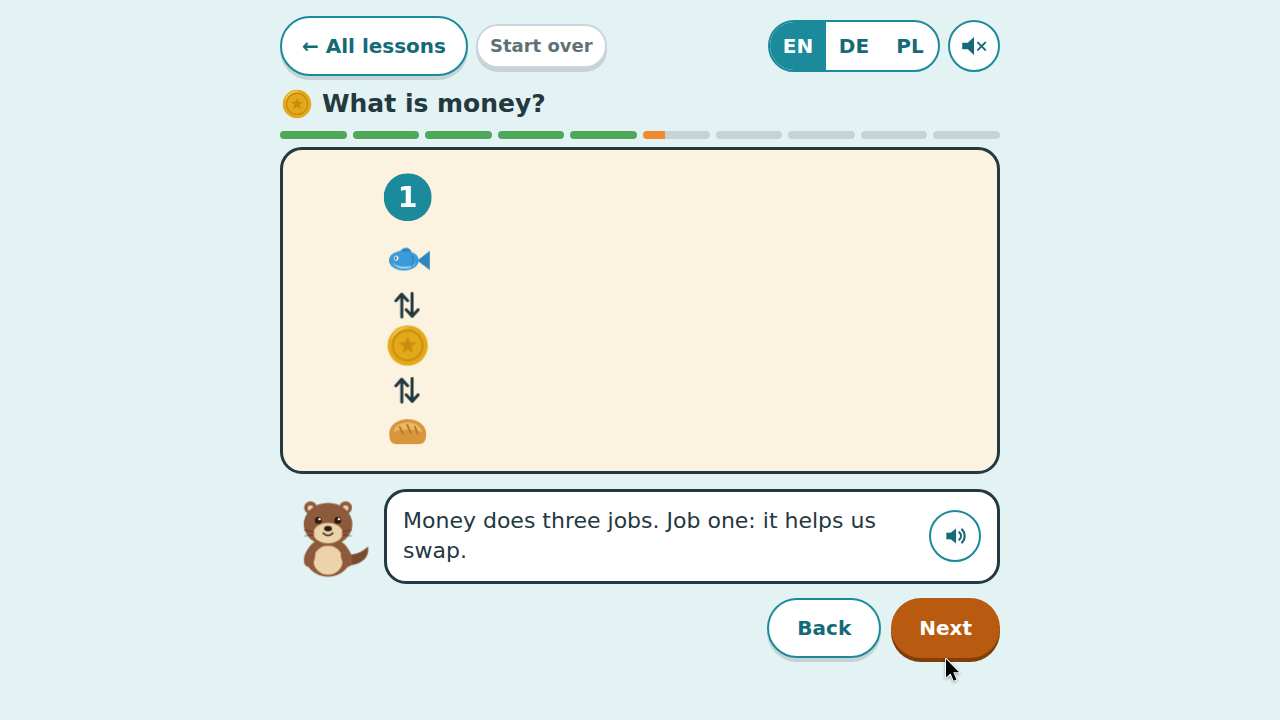 ← All lessons
Start over
EN
DE
PL
What is money?
1
Money does three jobs. Job one: it helps us
swap.
Back
Next